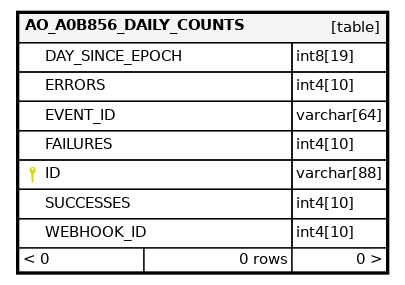 AO_A0B856_DAILY_COUNTS [table]
DAY_SINCE_EPOCH int8[19]
ERRORS int4[10]
EVENT_ID varchar[64]
FAILURES int4[10]
ID varchar[88]
SUCCESSES int4[10]
WEBHOOK_ID int4[10]
< 0 0 rows 0 >